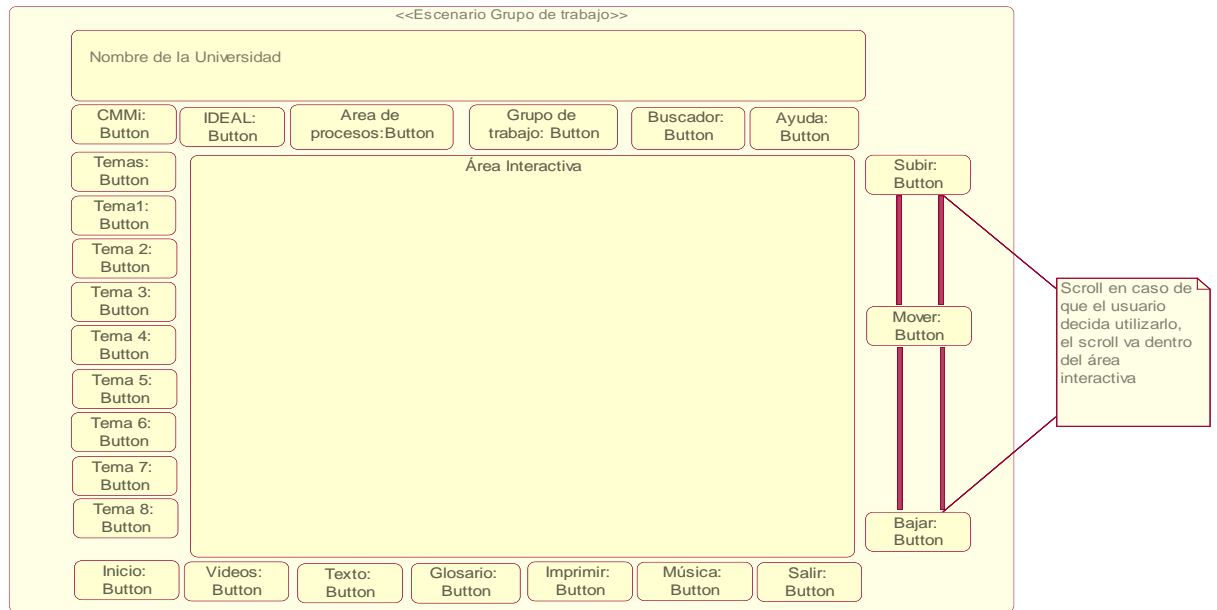 <<Escenario Grupo de trabajo>>
Nombre de la Universidad
CMMi:
Button
IDEAL:
Button
Area de
procesos:Button
Grupo de
trabajo: Button
Buscador:
Button
Ayuda:
Button
Temas:
Button
Tema1:
Button
Tema 2:
Button
Tema 3:
Button
Tema 4:
Button
Tema 5:
Button
Tema 6:
Button
Tema 7:
Button
Tema 8:
Button
Área Interactiva
Subir:
Button
Mover:
Button
Bajar:
Button
Scroll en caso de
que el usuario
decida utilizarlo,
el scroll va dentro
del área
interactiva
Inicio:
Button
Videos:
Button
Texto:
Button
Glosario:
Button
Imprimir:
Button
Música:
Button
Salir:
Button